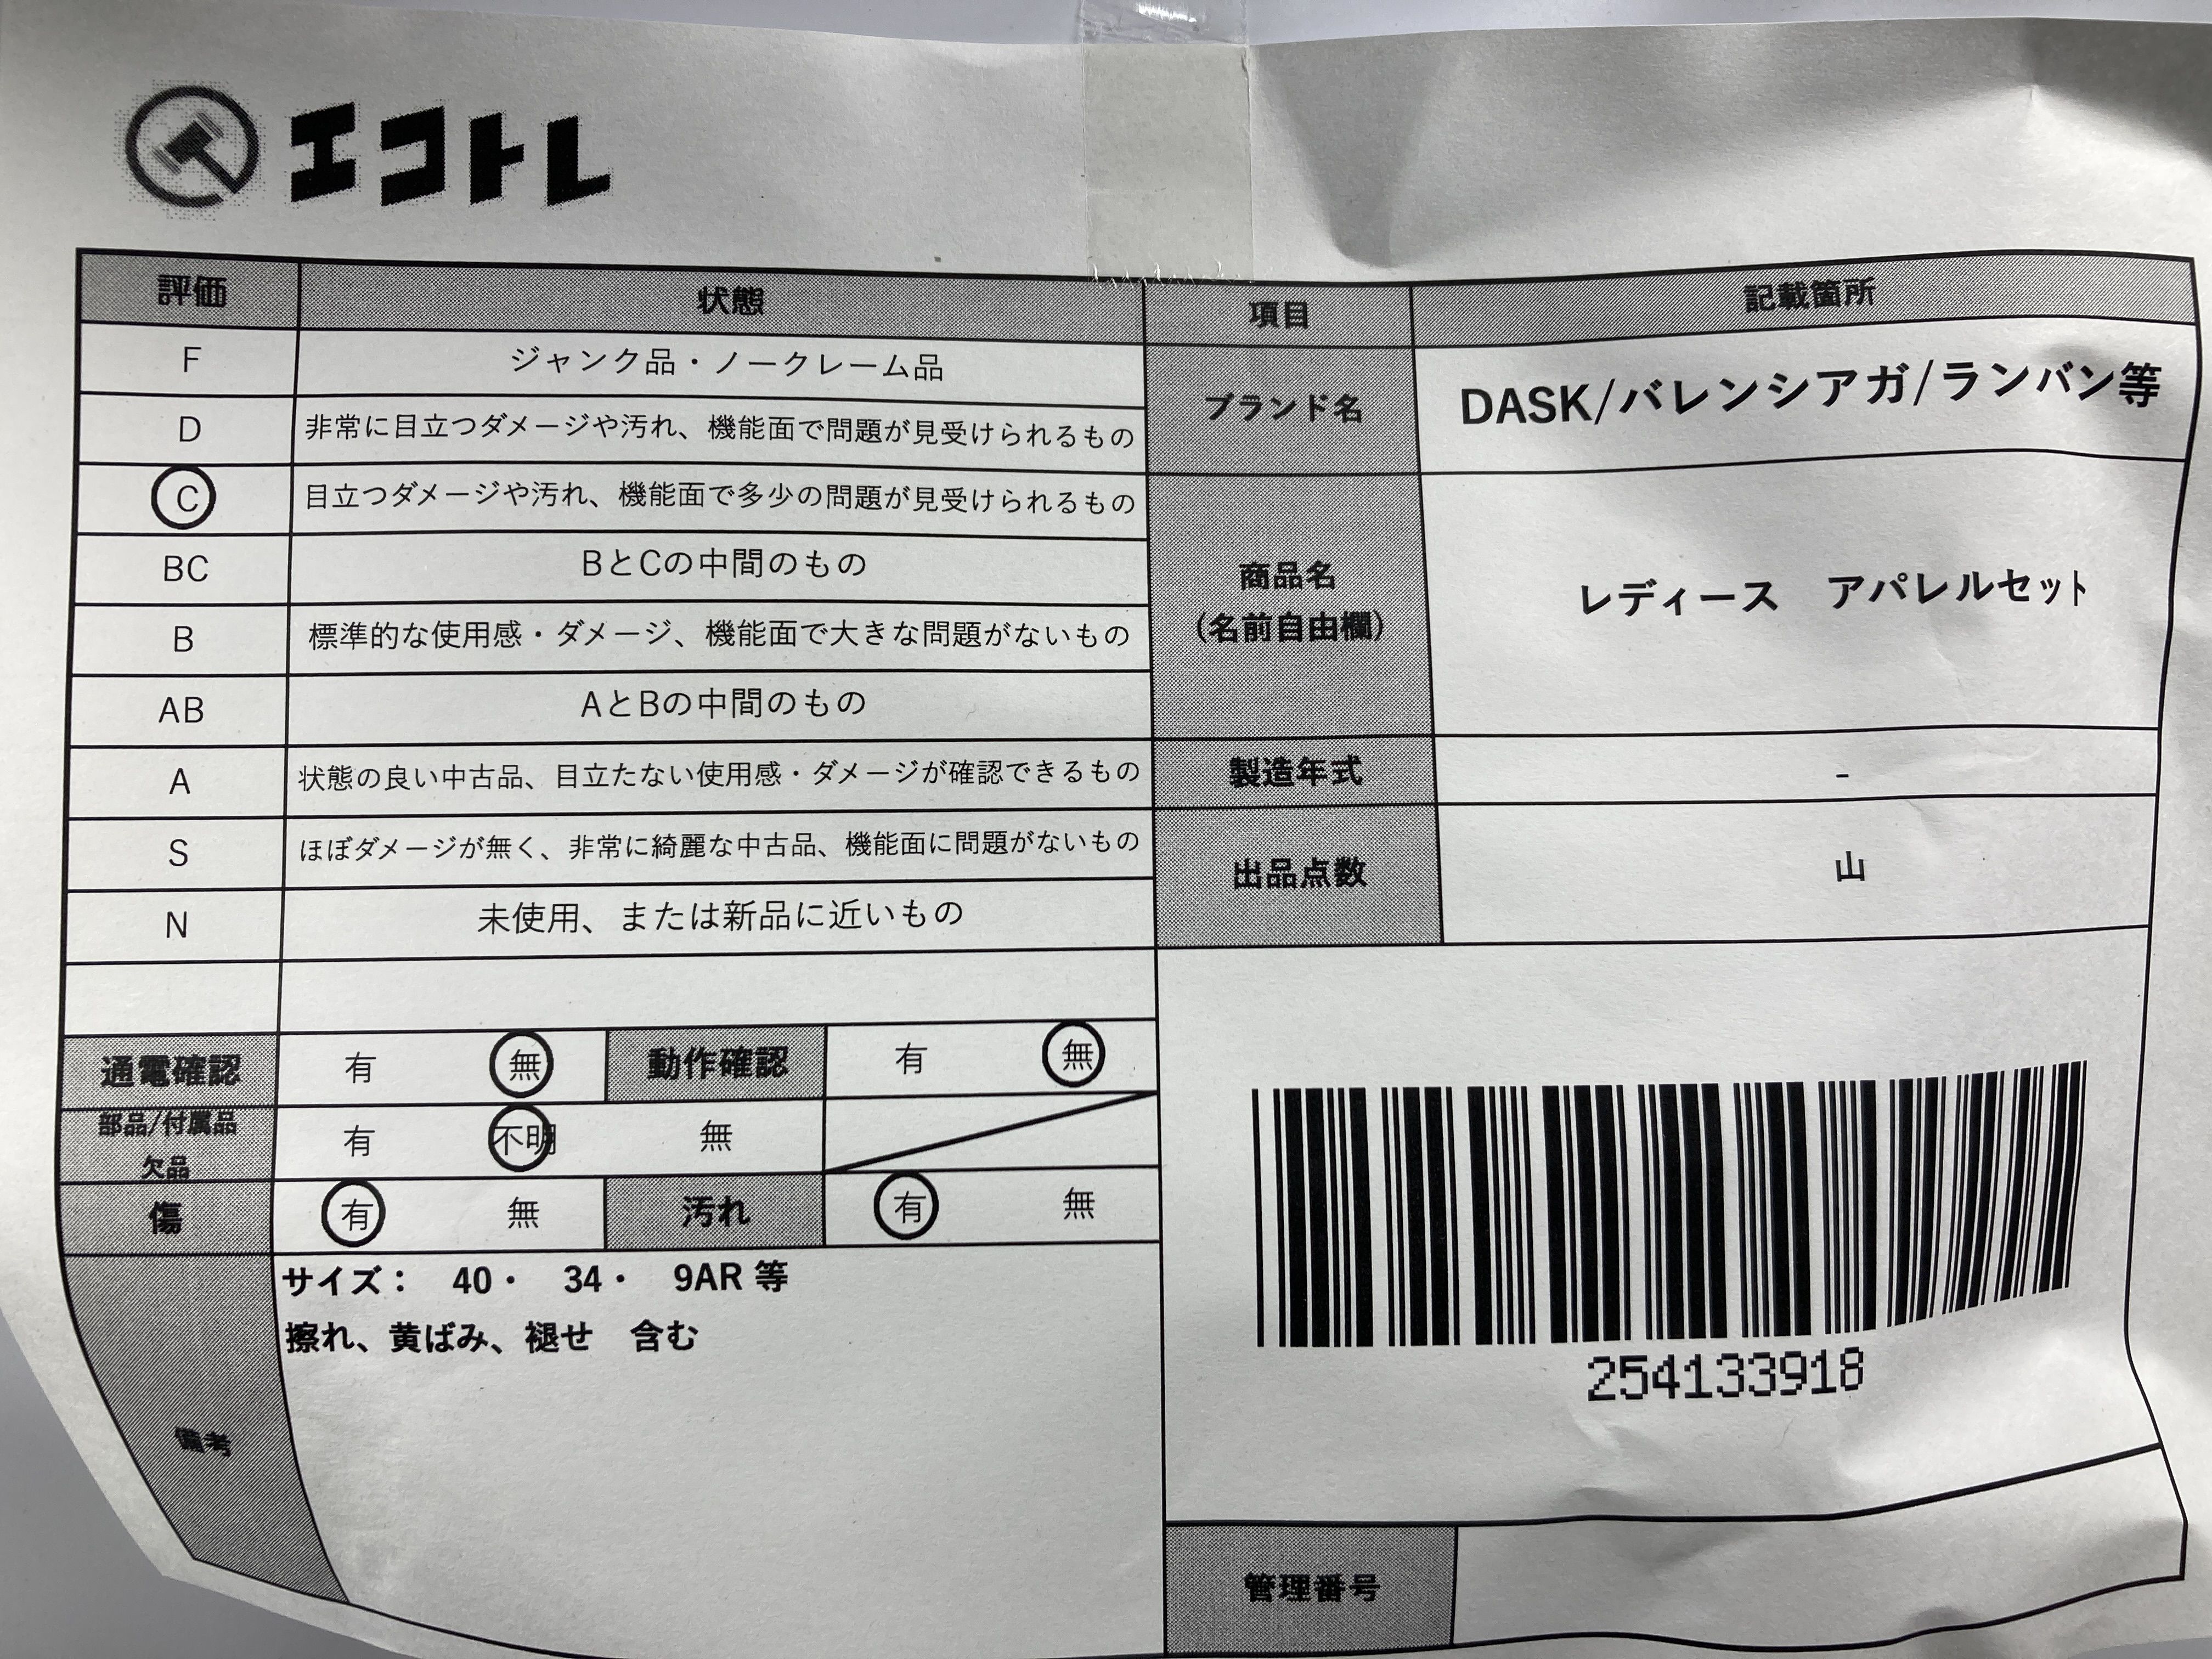 エコトレ
評価 状態 項目 記載箇所
F ジャンク品・ノークレーム品
D 非常に目立つダメージや汚れ、機能面で問題が見受けられるもの
ブランド名 DASK/バレンシアガ/ランバン等
C 目立つダメージや汚れ、機能面で多少の問題が見受けられるもの
BC BとCの中間のもの
商品名
(名前自由欄)
レディース アパレルセット
B 標準的な使用感・ダメージ、機能面で大きな問題がないもの
AB AとBの中間のもの
A 状態の良い中古品、目立たない使用感・ダメージが確認できるもの
製造年式 -
S ほぼダメージが無く、非常に綺麗な中古品、機能面に問題がないもの
出品点数 山
N 未使用、または新品に近いもの
通電確認 有 無 動作確認 有 無
部品/付属品
欠品
有 不明 無
傷 有 無 汚れ 有 無
備考
サイズ： 40・ 34・ 9AR 等
擦れ、黄ばみ、褪せ 含む
254133918
管理番号